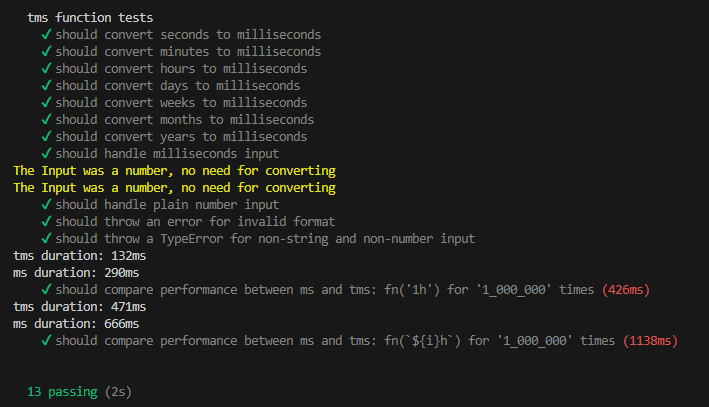 tms function tests
✓ should convert seconds to milliseconds
✓ should convert minutes to milliseconds
✓ should convert hours to milliseconds
✓ should convert days to milliseconds
✓ should convert weeks to milliseconds
✓ should convert months to milliseconds
✓ should convert years to milliseconds
✓ should handle milliseconds input
The Input was a number, no need for converting
The Input was a number, no need for converting
✓ should handle plain number input
✓ should throw an error for invalid format
✓ should throw a TypeError for non-string and non-number input
tms duration: 132ms
ms duration: 290ms
✓ should compare performance between ms and tms: fn('1h') for '1_000_000' times (426ms)
tms duration: 471ms
ms duration: 666ms
✓ should compare performance between ms and tms: fn(`${i}h`) for '1_000_000' times (1138ms)
13 passing (2s)